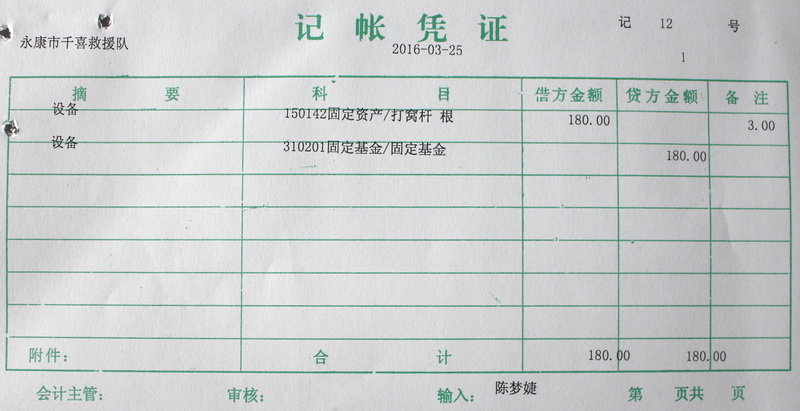 记帐凭证
记 12 号
永康市千喜救援队
2016-03-25
1
摘 要 科 目 借方金额 贷方金额 备 注
设备 150142固定资产/打窝杆 根 180.00 3.00
设备 310201固定基金/固定基金 180.00
附件: 合 计 180.00 180.00
会计主管: 审核: 输入: 陈梦婕 第 页共 页